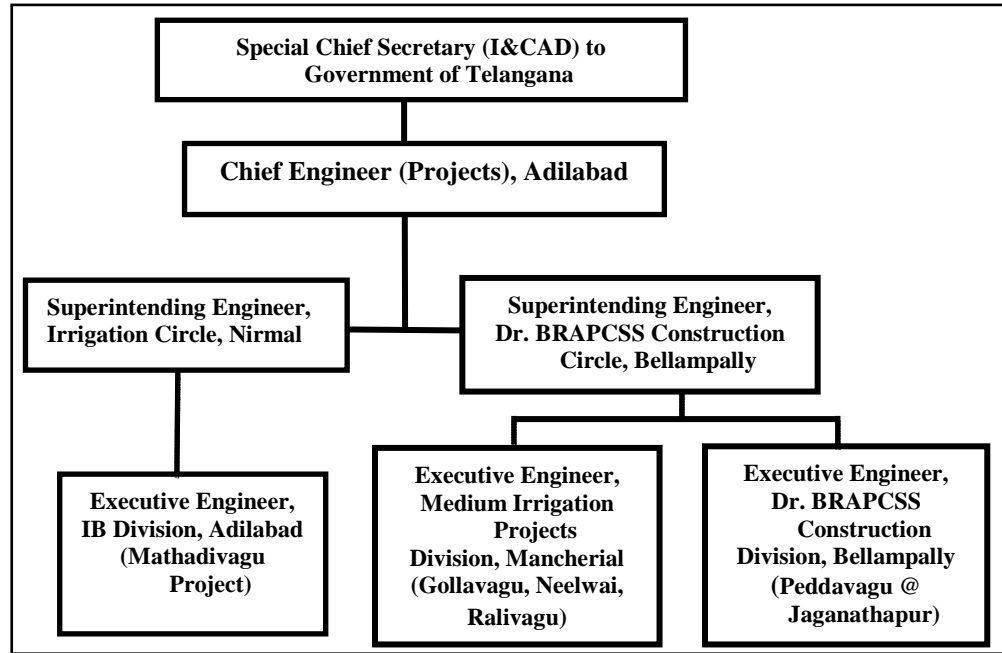 Special Chief Secretary (I&CAD) to
Government of Telangana
Chief Engineer (Projects), Adilabad
Superintending Engineer,
Irrigation Circle, Nirmal
Superintending Engineer,
Dr. BRAPCSS Construction
Circle, Bellampally
Executive Engineer,
IB Division, Adilabad
(Mathadivagu
Project)
Executive Engineer,
Medium Irrigation
Projects
Division, Mancherial
(Gollavagu, Neelwai,
Ralivagu)
Executive Engineer,
Dr. BRAPCSS
Construction
Division, Bellampally
(Peddavagu @
Jaganathapur)